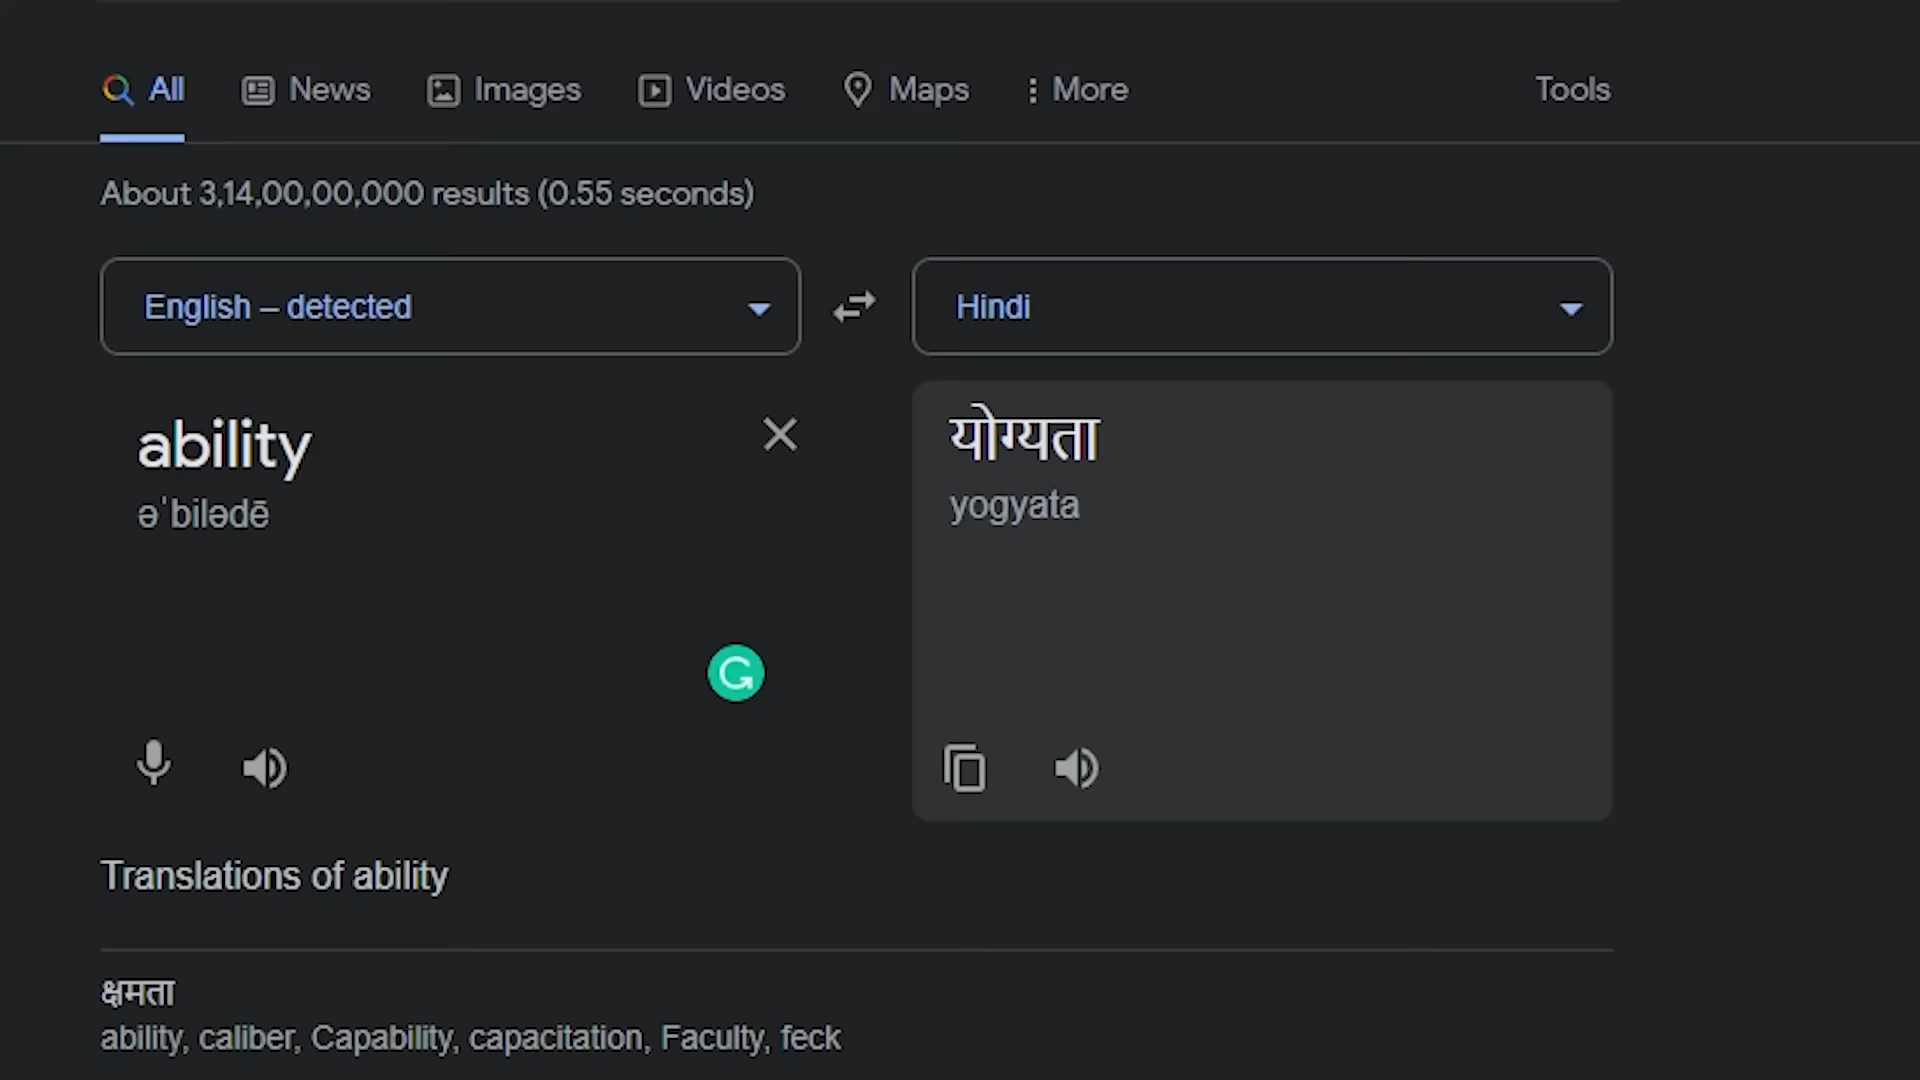 All News Images Videos Maps More Tools
About 3,14,00,00,000 results (0.55 seconds)
English – detected Hindi
ability योग्यता
əˈbilədē yogyata
Translations of ability
क्षमता
ability, caliber, Capability, capacitation, Faculty, feck